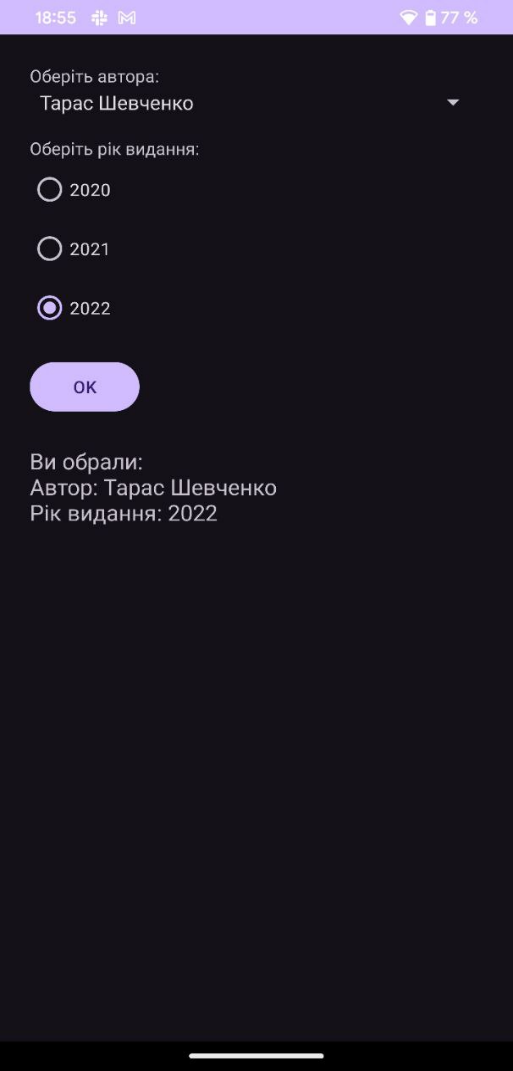 18:55 77 %
Оберіть автора:
Тарас Шевченко
Оберіть рік видання:
2020
2021
2022
ОК
Ви обрали:
Автор: Тарас Шевченко
Рік видання: 2022